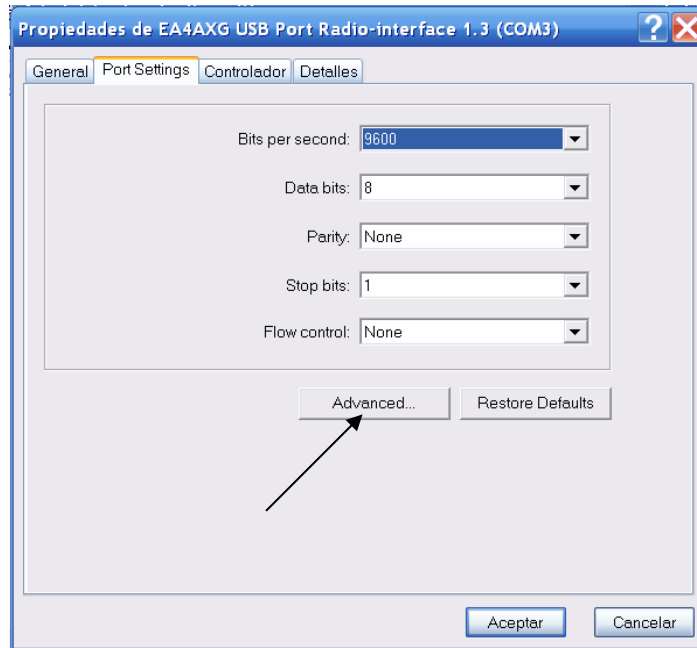 Propiedades de EA4AXG USB Port Radio-interface 1.3 (COM3)
General Port Settings Controlador Detalles
Bits per second: 9600
Data bits: 8
Parity: None
Stop bits: 1
Flow control: None
Advanced... Restore Defaults
Aceptar Cancelar